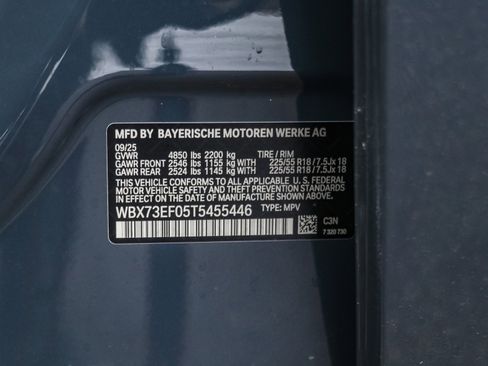 MFD BY BAYERISCHE MOTOREN WERKE AG
09/25
GVWR 4850 lbs 2200 kg TIRE / RIM
GAWR FRONT 2546 lbs 1155 kg WITH 225/55 R18 / 7.5Jx 18
GAWR REAR 2524 lbs 1145 kg WITH 225/55 R18 / 7.5Jx 18
THIS VEHICLE CONFORMS TO ALL APPLICABLE U.S. FEDERAL
MOTOR VEHICLE SAFETY AND THEFT PREVENTION STANDARDS
IN EFFECT ON THE DATE OF MANUFACTURE SHOWN ABOVE.
WBX73EF05T5455446 TYPE: MPV
C3N
7 320 730